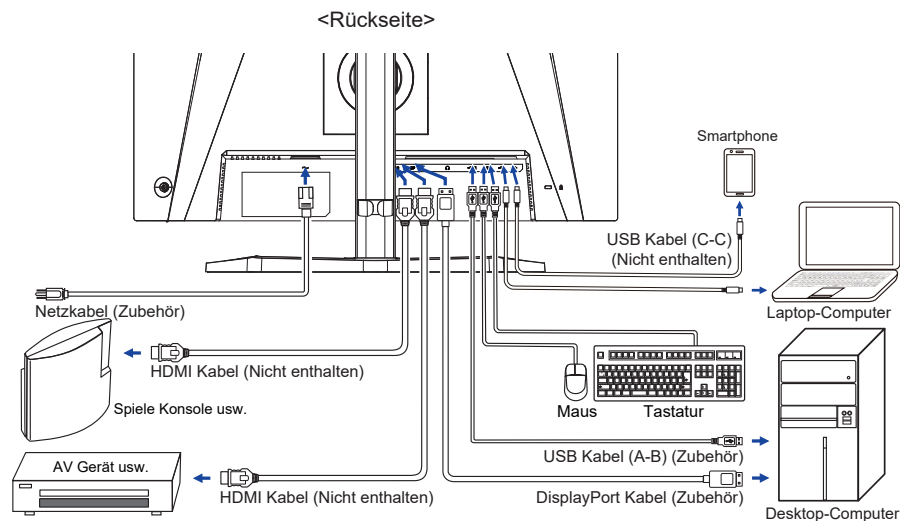 <Rückseite>
Smartphone
USB Kabel (C-C)
(Nicht enthalten)
Netzkabel (Zubehör)
Laptop-Computer
HDMI Kabel (Nicht enthalten)
Spiele Konsole usw.
Maus
Tastatur
AV Gerät usw.
USB Kabel (A-B) (Zubehör)
HDMI Kabel (Nicht enthalten)
DisplayPort Kabel (Zubehör)
Desktop-Computer